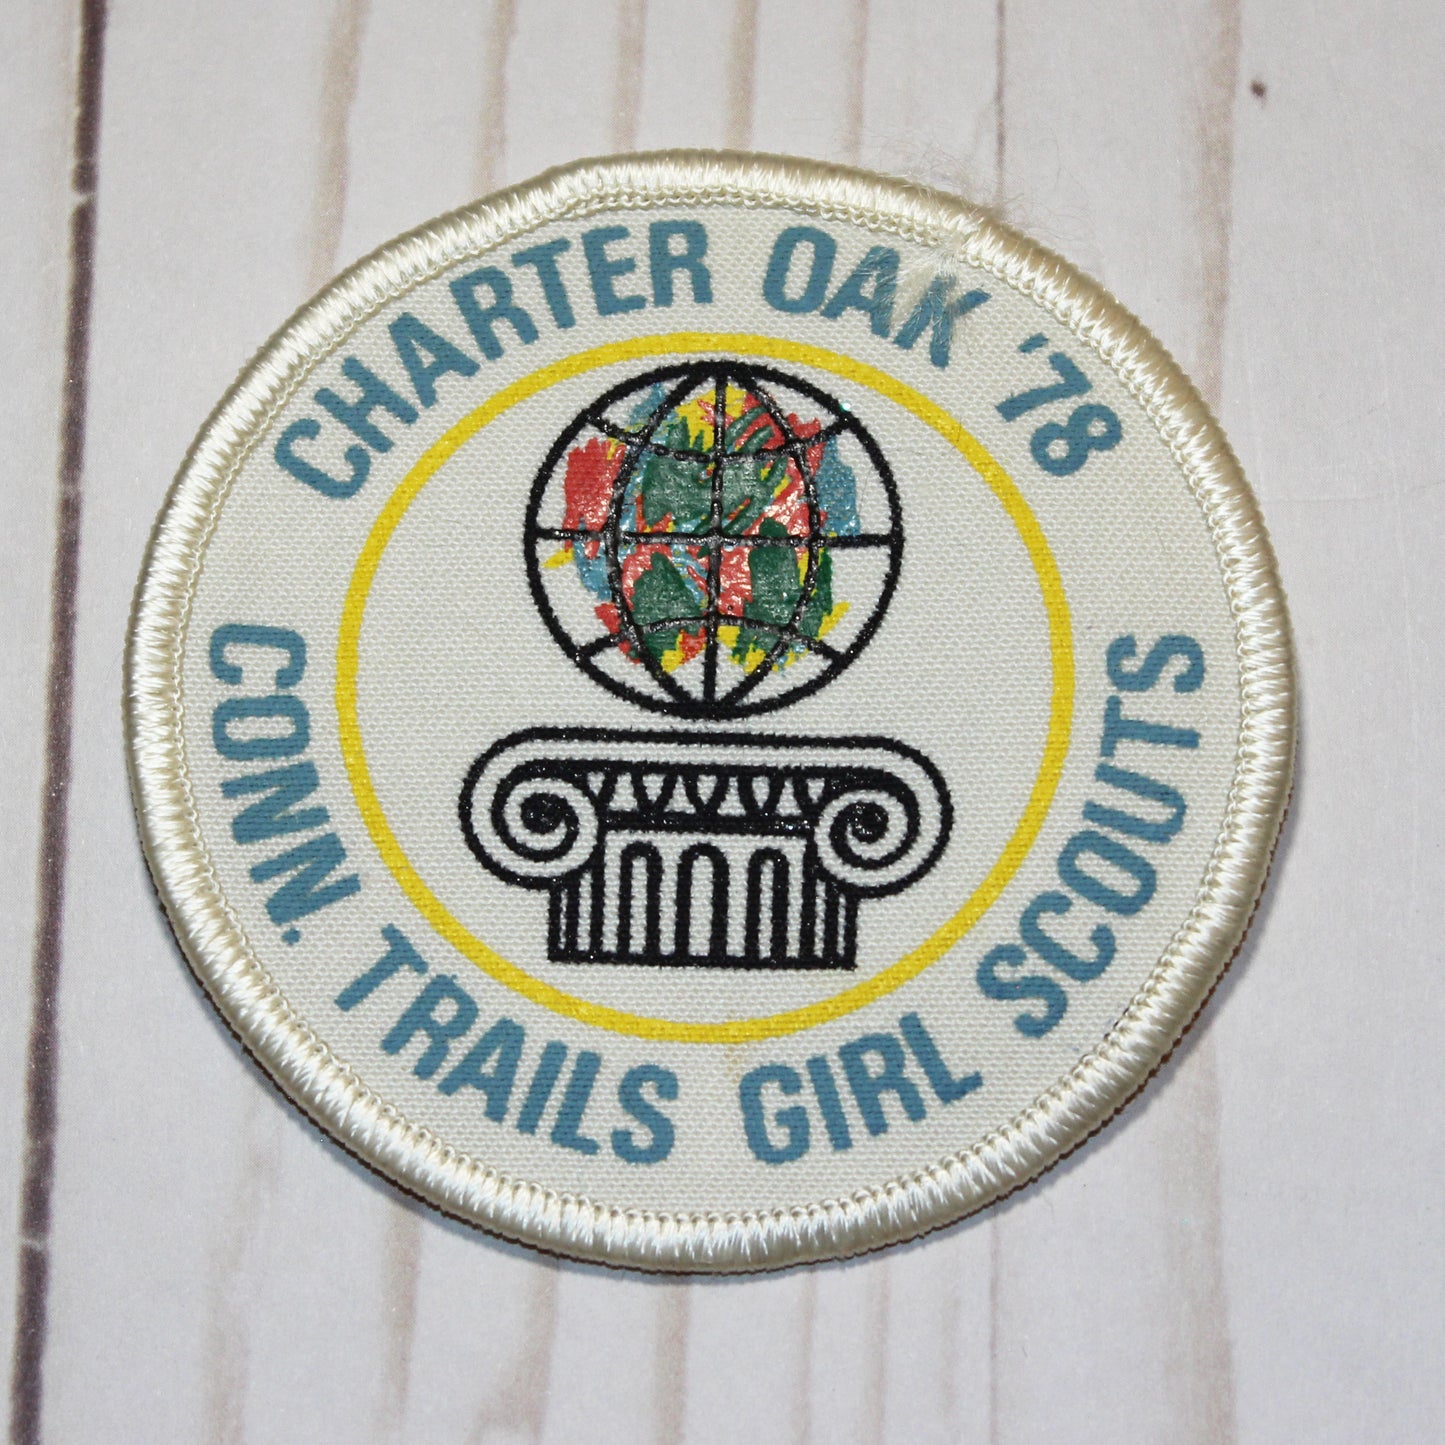 CHARTER OAK '78
CONN. TRAILS GIRL SCOUTS